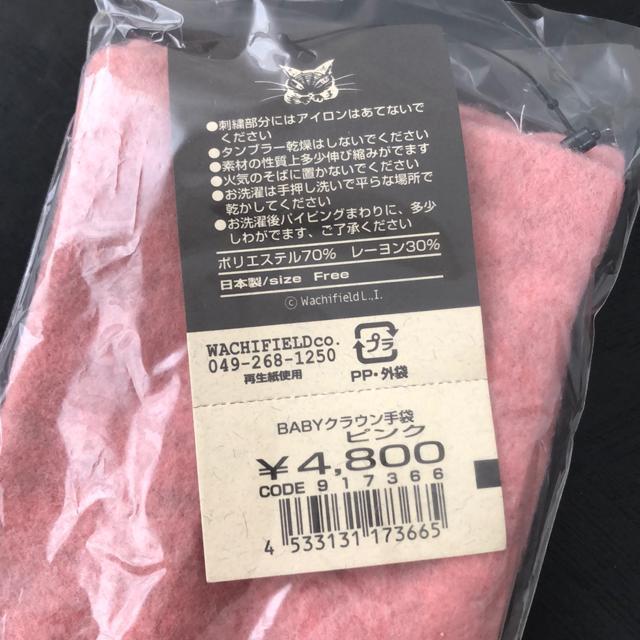 ●刺繍部分にはアイロンはあてないで
ください
●タンブラー乾燥はしないでください
●素材の性質上多少伸び縮みがでます
●火気のそばに置かないでください
●お洗濯は手押し洗いで平らな場所で
乾かしてください
●お洗濯後パイピングまわりに、多少
しわがでます、ご了承ください
ポリエステル70% レーヨン30%
日本製/size Free
© Wachifield L.,I.
WACHIFIELDco.
049-268-1250
再生紙使用
プラ
PP・外袋
BABYクラウン手袋
ピンク
¥4,800
CODE 917366
4 533131 173665